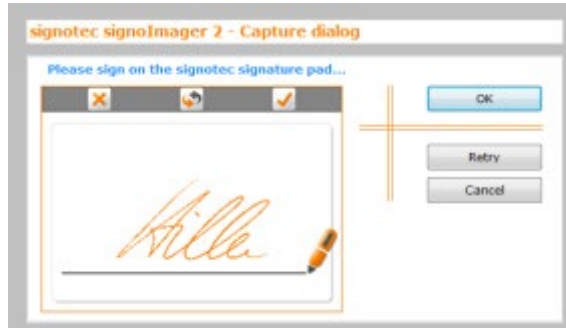 signotec signoImager 2 - Capture dialog
Please sign on the signotec signature pad...
OK
Retry
Cancel